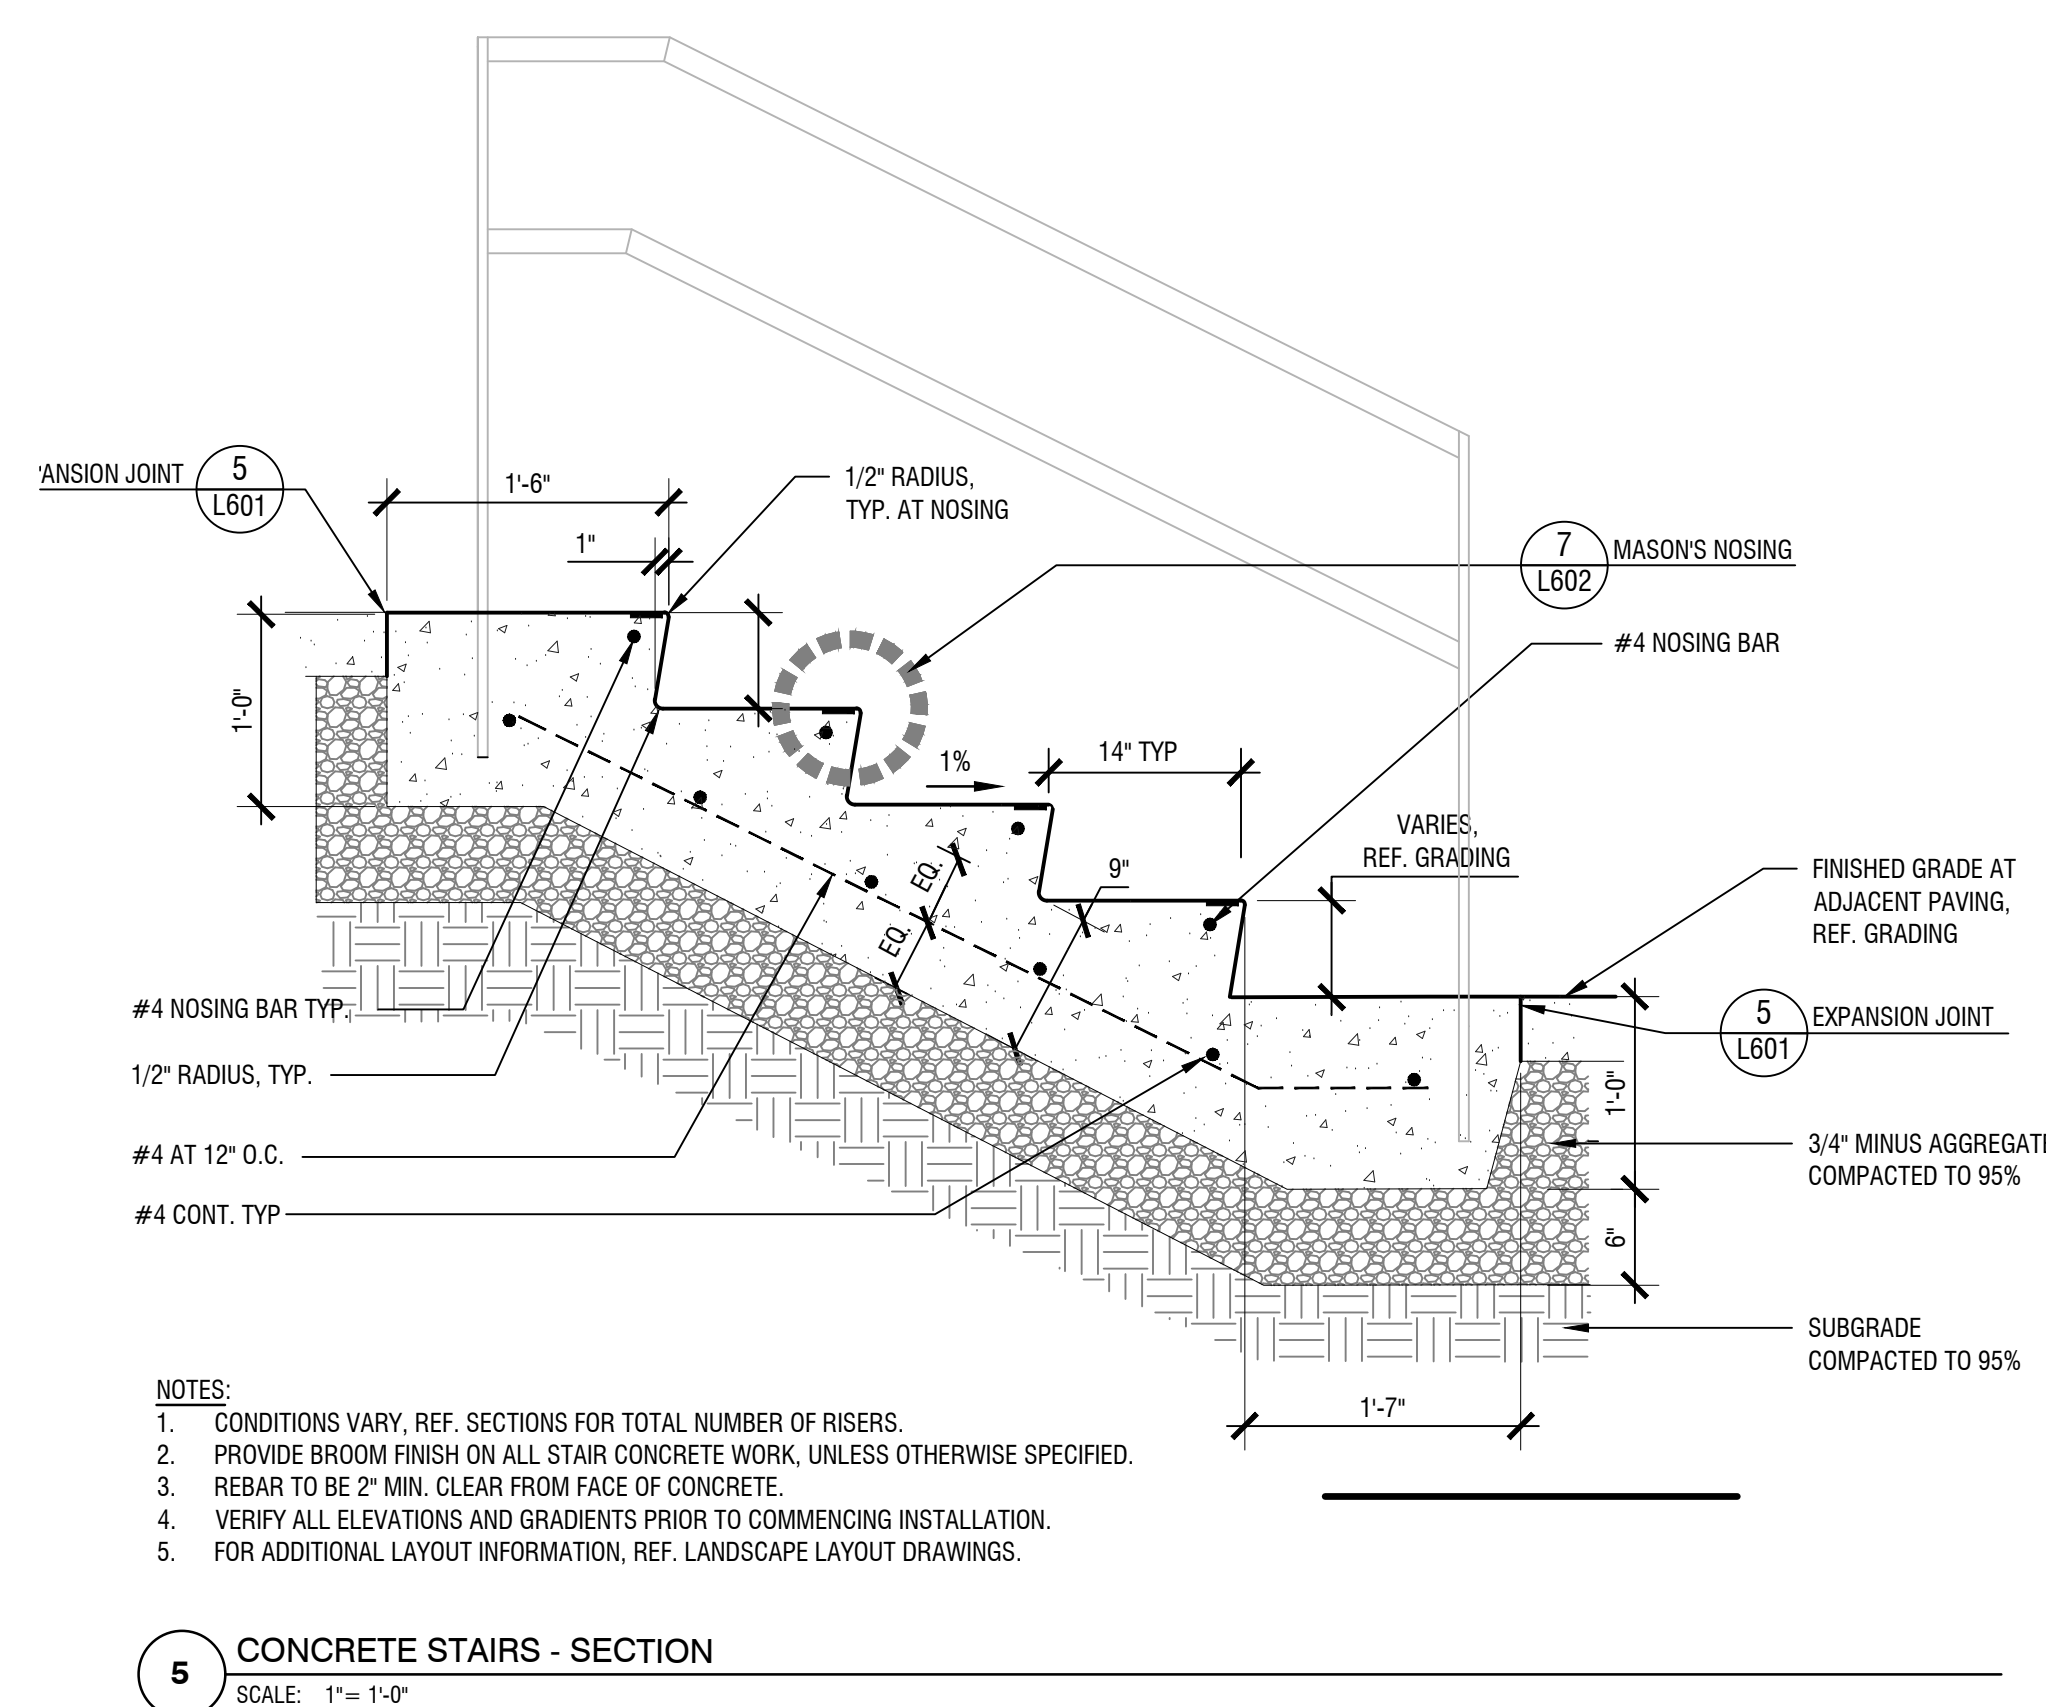 'ANSION JOINT
5
L601
1'-6"
1"
1/2" RADIUS,
TYP. AT NOSING
7
L602
MASON'S NOSING
#4 NOSING BAR
1'-0"
1%
14" TYP
VARIES,
REF. GRADING
9"
EQ.
EQ.
FINISHED GRADE AT
ADJACENT PAVING,
REF. GRADING
5
L601
EXPANSION JOINT
#4 NOSING BAR TYP.
1/2" RADIUS, TYP.
#4 AT 12" O.C.
#4 CONT. TYP
1'-0"
3/4" MINUS AGGREGATE
COMPACTED TO 95%
6"
SUBGRADE
COMPACTED TO 95%
1'-7"
NOTES:
1. CONDITIONS VARY, REF. SECTIONS FOR TOTAL NUMBER OF RISERS.
2. PROVIDE BROOM FINISH ON ALL STAIR CONCRETE WORK, UNLESS OTHERWISE SPECIFIED.
3. REBAR TO BE 2" MIN. CLEAR FROM FACE OF CONCRETE.
4. VERIFY ALL ELEVATIONS AND GRADIENTS PRIOR TO COMMENCING INSTALLATION.
5. FOR ADDITIONAL LAYOUT INFORMATION, REF. LANDSCAPE LAYOUT DRAWINGS.
5
CONCRETE STAIRS - SECTION
SCALE: 1"= 1'-0"